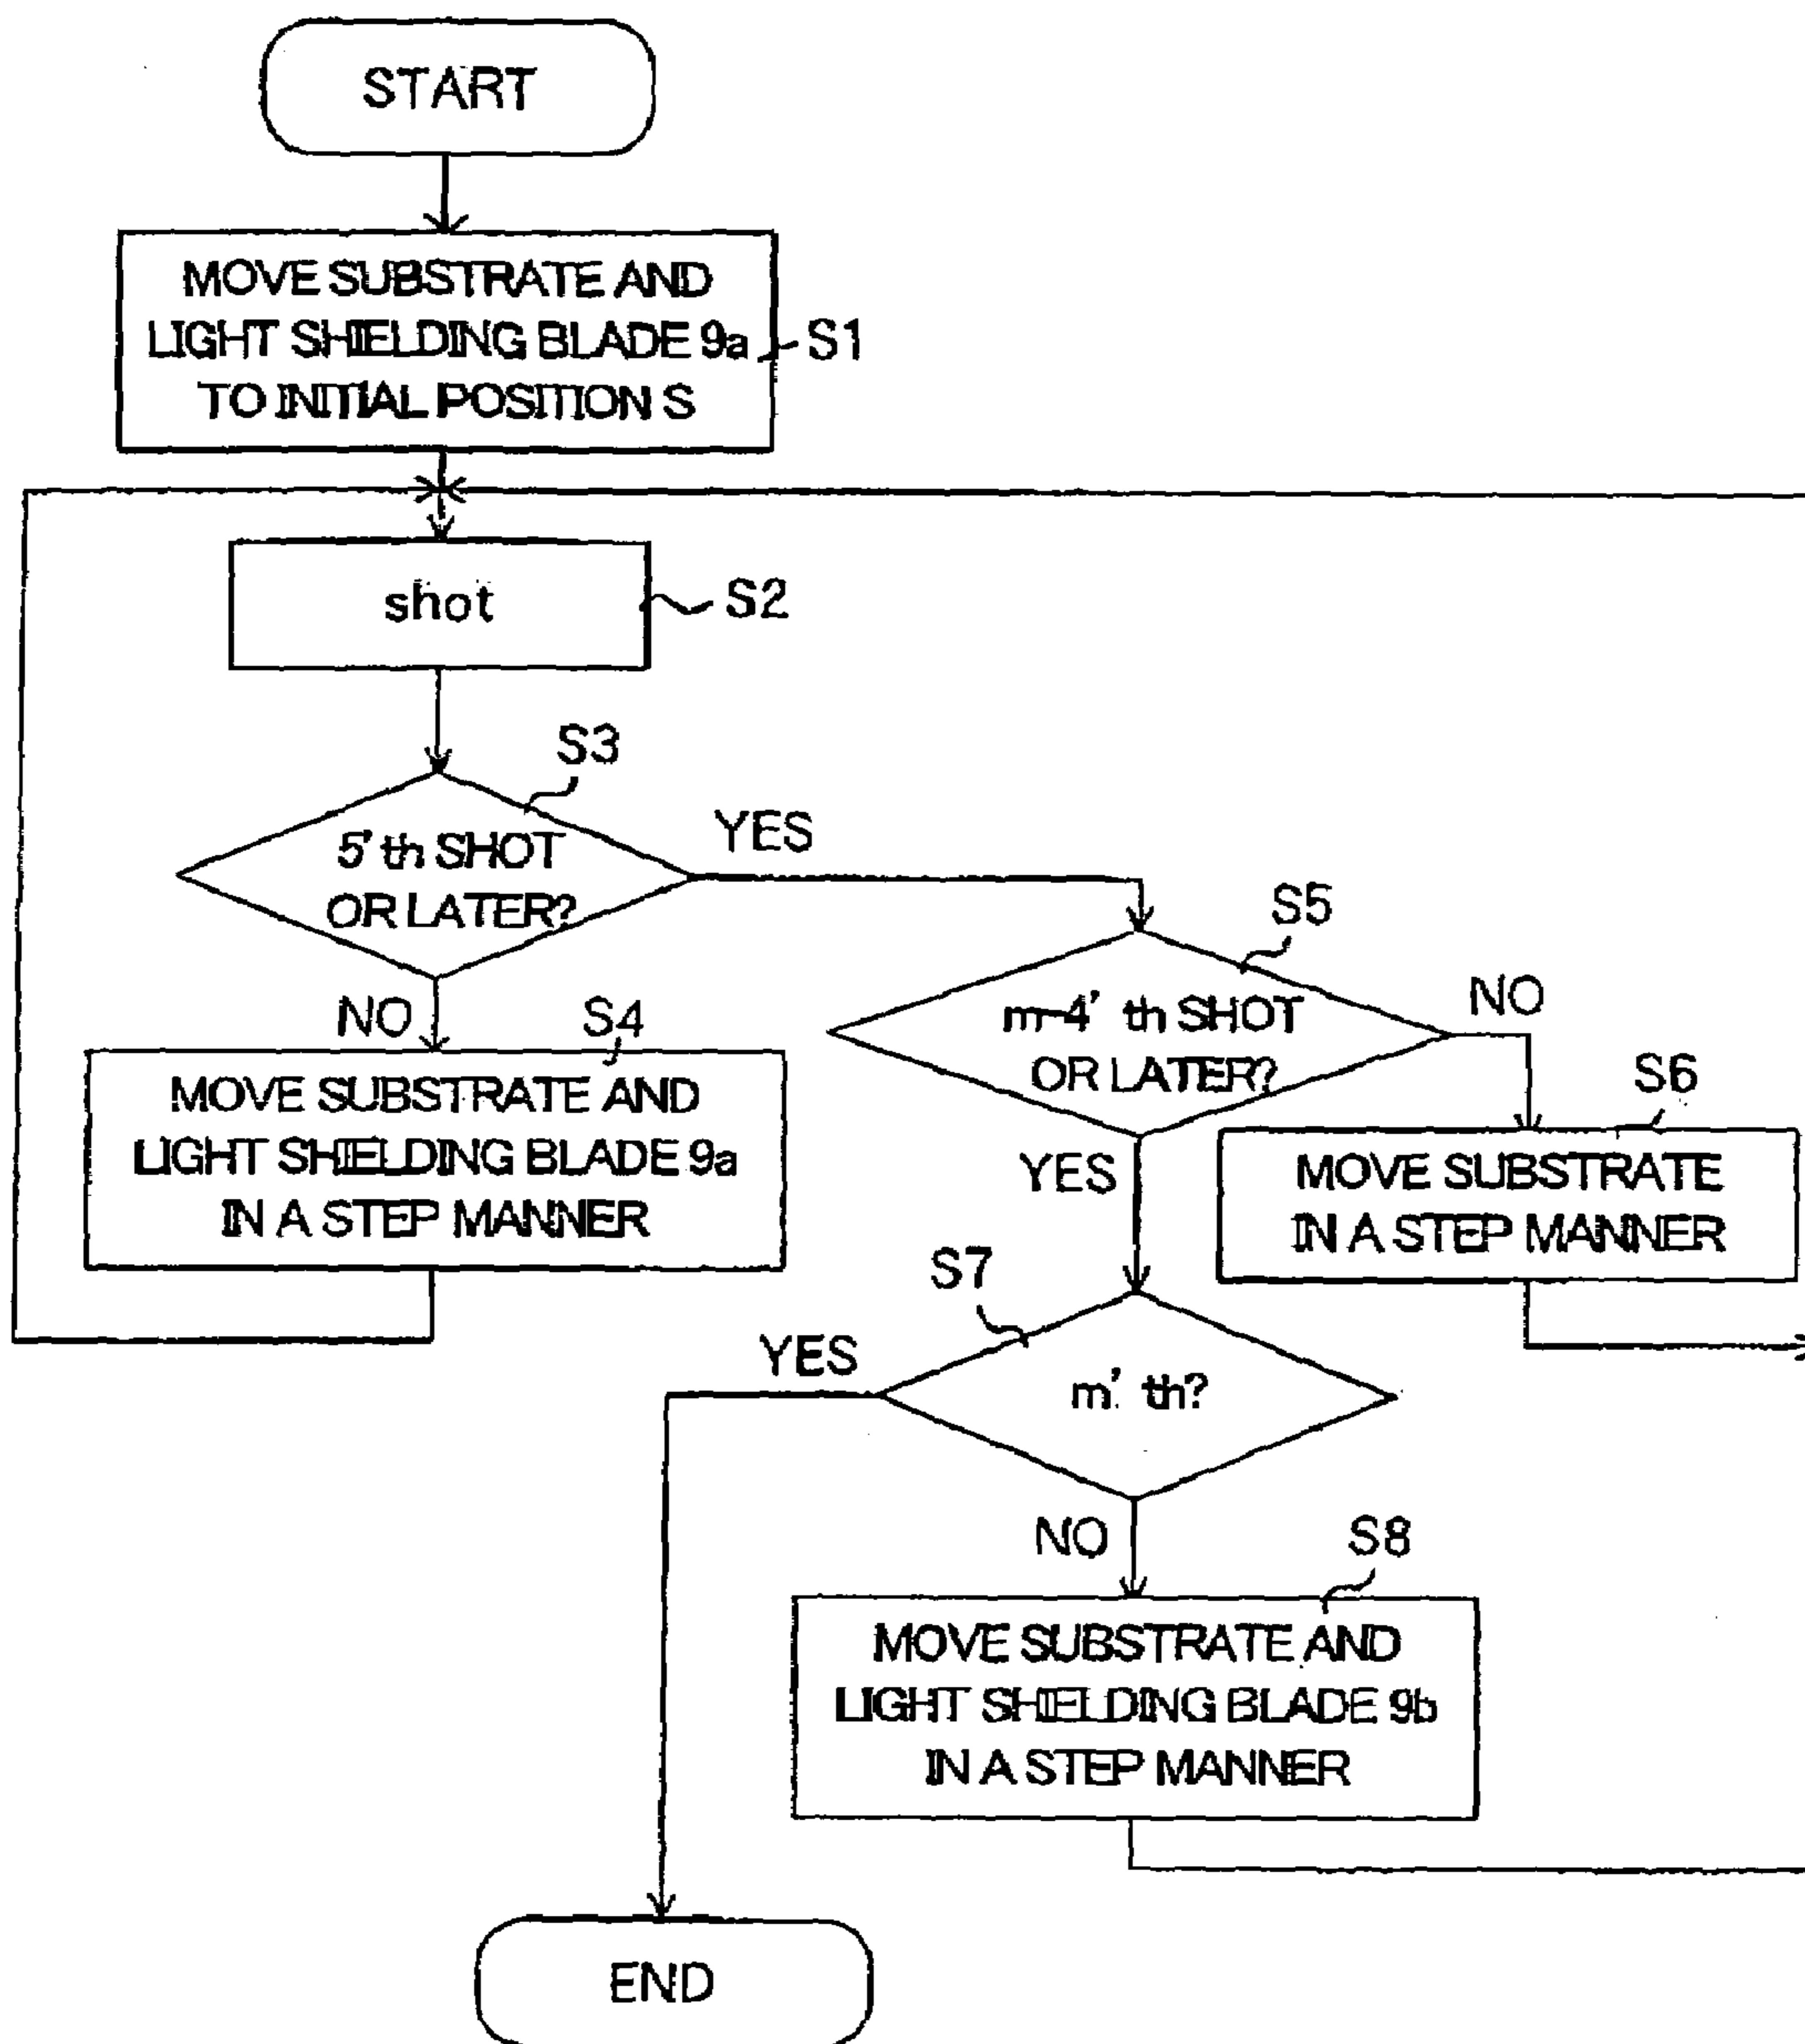 START
MOVE SUBSTRATE AND
LIGHT SHIELDING BLADE 9a
TO INITIAL POSITION S
S1
shot
S2
S3
5'th SHOT
OR LATER?
YES
NO
S4
MOVE SUBSTRATE AND
LIGHT SHIELDING BLADE 9a
IN A STEP MANNER
S5
m-4' th SHOT
OR LATER?
NO
YES
S6
MOVE SUBSTRATE
IN A STEP MANNER
S7
m' th?
YES
NO
S8
MOVE SUBSTRATE AND
LIGHT SHIELDING BLADE 9b
IN A STEP MANNER
END